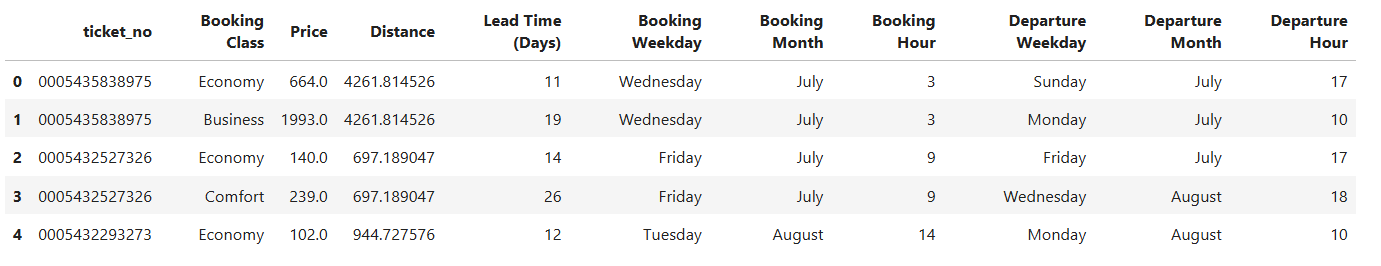 ticket_no Booking Class Price Distance Lead Time (Days) Booking Weekday Booking Month Booking Hour Departure Weekday Departure Month Departure Hour
0 0005435838975 Economy 664.0 4261.814526 11 Wednesday July 3 Sunday July 17
1 0005435838975 Business 1993.0 4261.814526 19 Wednesday July 3 Monday July 10
2 0005432527326 Economy 140.0 697.189047 14 Friday July 9 Friday July 17
3 0005432527326 Comfort 239.0 697.189047 26 Friday July 9 Wednesday August 18
4 0005432293273 Economy 102.0 944.727576 12 Tuesday August 14 Monday August 10